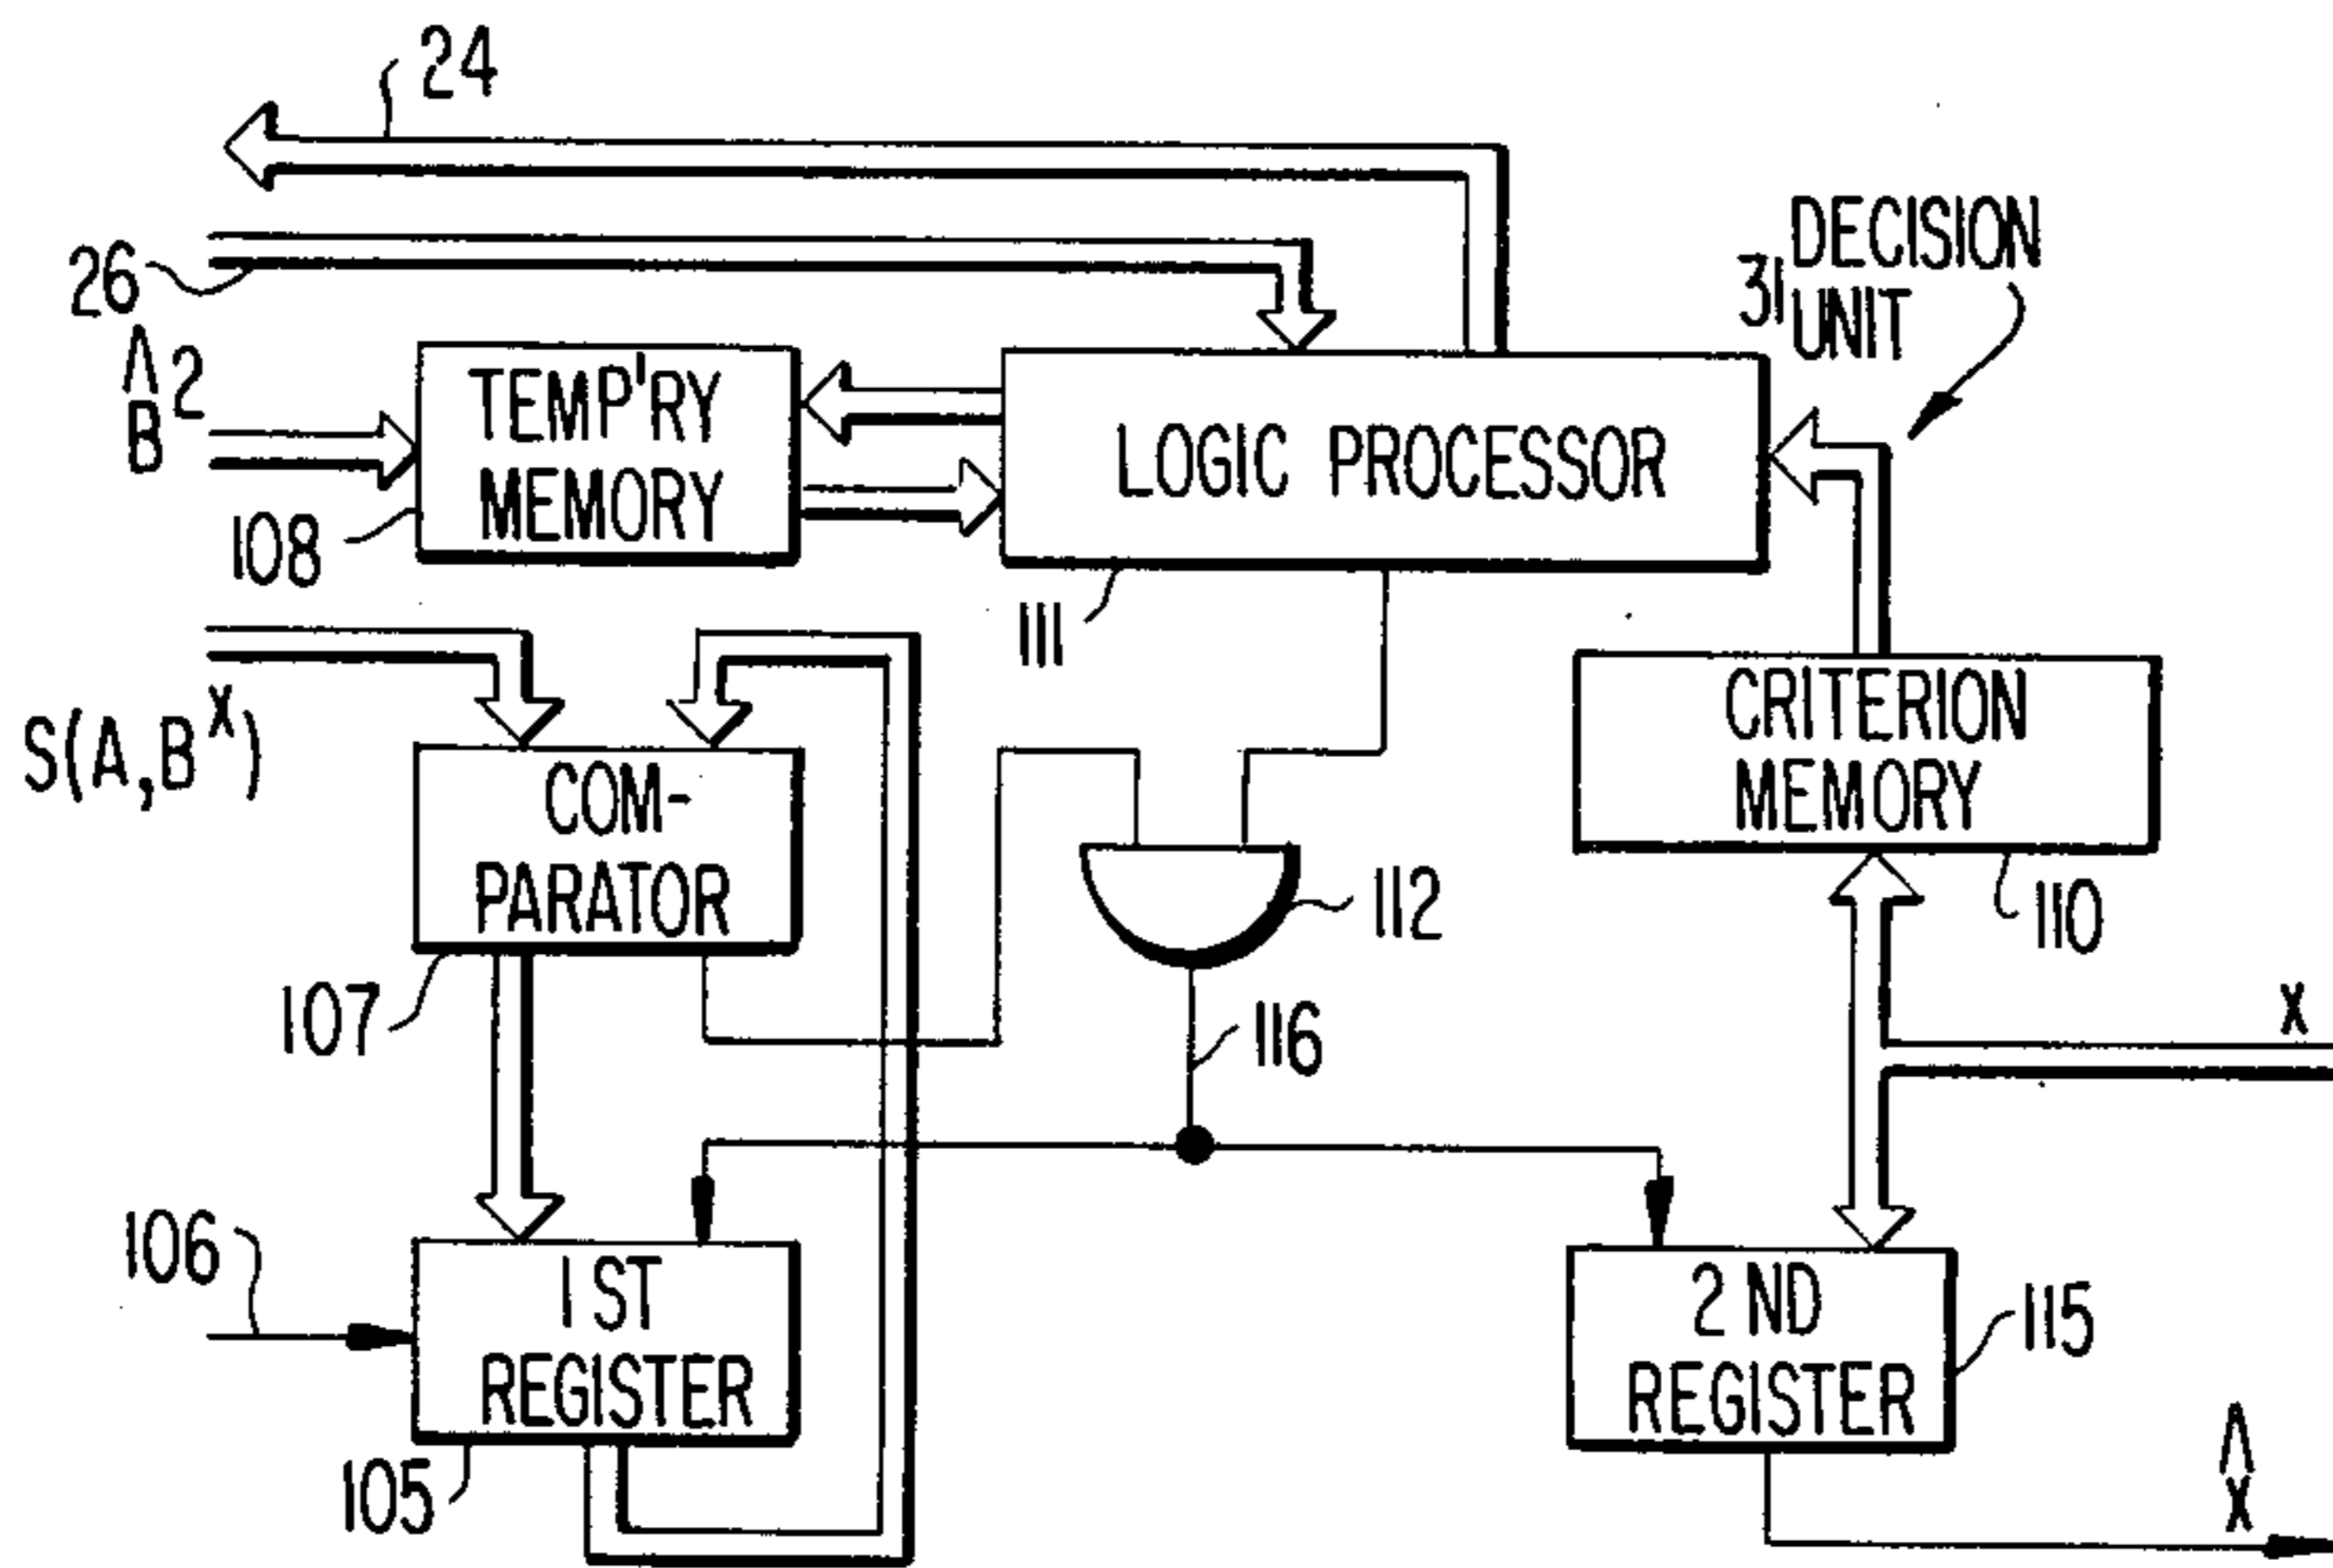 24
26
DECISION
31 UNIT
B̂ 2
TEMP'RY
MEMORY
108
LOGIC PROCESSOR
111
S(A,B^X)
COM-
PARATOR
107
CRITERION
MEMORY
110
112
116
X
106
1 ST
REGISTER
105
2 ND
REGISTER
115
X̂